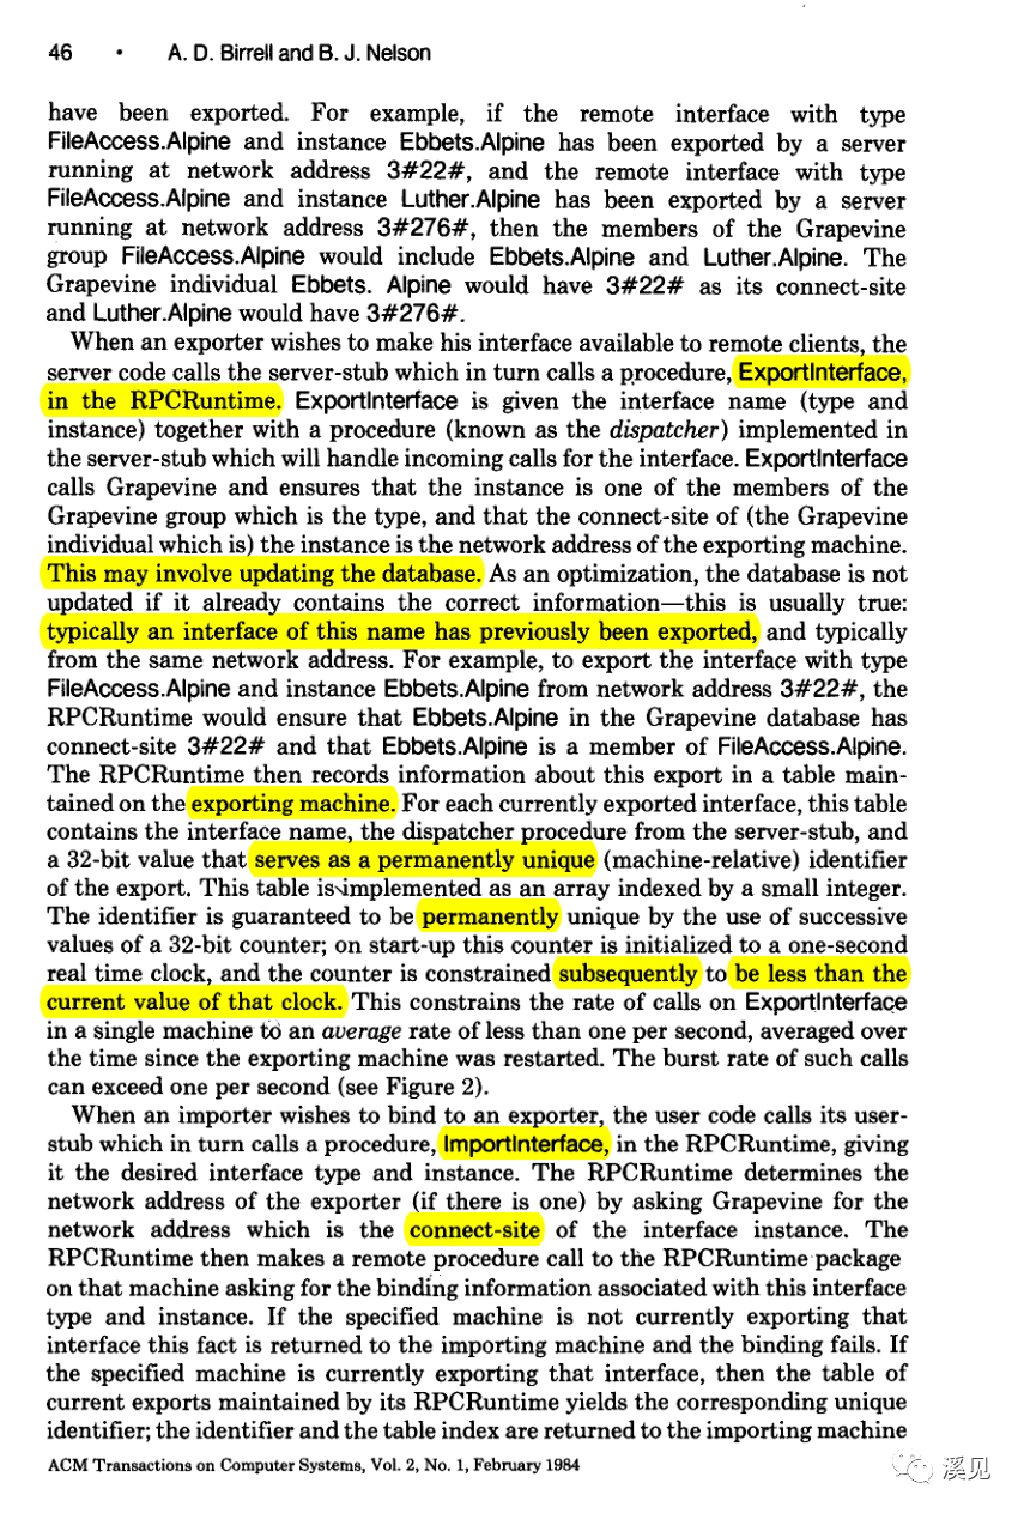 46 • A. D. Birrell and B. J. Nelson
have been exported. For example, if the remote interface with type
FileAccess.Alpine and instance Ebbets.Alpine has been exported by a server
running at network address 3#22#, and the remote interface with type
FileAccess.Alpine and instance Luther.Alpine has been exported by a server
running at network address 3#276#, then the members of the Grapevine
group FileAccess.Alpine would include Ebbets.Alpine and Luther.Alpine. The
Grapevine individual Ebbets. Alpine would have 3#22# as its connect-site
and Luther.Alpine would have 3#276#.
When an exporter wishes to make his interface available to remote clients, the
server code calls the server-stub which in turn calls a procedure, ExportInterface,
in the RPCRuntime. ExportInterface is given the interface name (type and
instance) together with a procedure (known as the dispatcher) implemented in
the server-stub which will handle incoming calls for the interface. ExportInterface
calls Grapevine and ensures that the instance is one of the members of the
Grapevine group which is the type, and that the connect-site of (the Grapevine
individual which is) the instance is the network address of the exporting machine.
This may involve updating the database. As an optimization, the database is not
updated if it already contains the correct information—this is usually true:
typically an interface of this name has previously been exported, and typically
from the same network address. For example, to export the interface with type
FileAccess.Alpine and instance Ebbets.Alpine from network address 3#22#, the
RPCRuntime would ensure that Ebbets.Alpine in the Grapevine database has
connect-site 3#22# and that Ebbets.Alpine is a member of FileAccess.Alpine.
The RPCRuntime then records information about this export in a table main-
tained on the exporting machine. For each currently exported interface, this table
contains the interface name, the dispatcher procedure from the server-stub, and
a 32-bit value that serves as a permanently unique (machine-relative) identifier
of the export. This table is implemented as an array indexed by a small integer.
The identifier is guaranteed to be permanently unique by the use of successive
values of a 32-bit counter; on start-up this counter is initialized to a one-second
real time clock, and the counter is constrained subsequently to be less than the
current value of that clock. This constrains the rate of calls on ExportInterface
in a single machine to an average rate of less than one per second, averaged over
the time since the exporting machine was restarted. The burst rate of such calls
can exceed one per second (see Figure 2).
When an importer wishes to bind to an exporter, the user code calls its user-
stub which in turn calls a procedure, ImportInterface, in the RPCRuntime, giving
it the desired interface type and instance. The RPCRuntime determines the
network address of the exporter (if there is one) by asking Grapevine for the
network address which is the connect-site of the interface instance. The
RPCRuntime then makes a remote procedure call to the RPCRuntime package
on that machine asking for the binding information associated with this interface
type and instance. If the specified machine is not currently exporting that
interface this fact is returned to the importing machine and the binding fails. If
the specified machine is currently exporting that interface, then the table of
current exports maintained by its RPCRuntime yields the corresponding unique
identifier; the identifier and the table index are returned to the importing machine
ACM Transactions on Computer Systems, Vol. 2, No. 1, February 1984
溪见